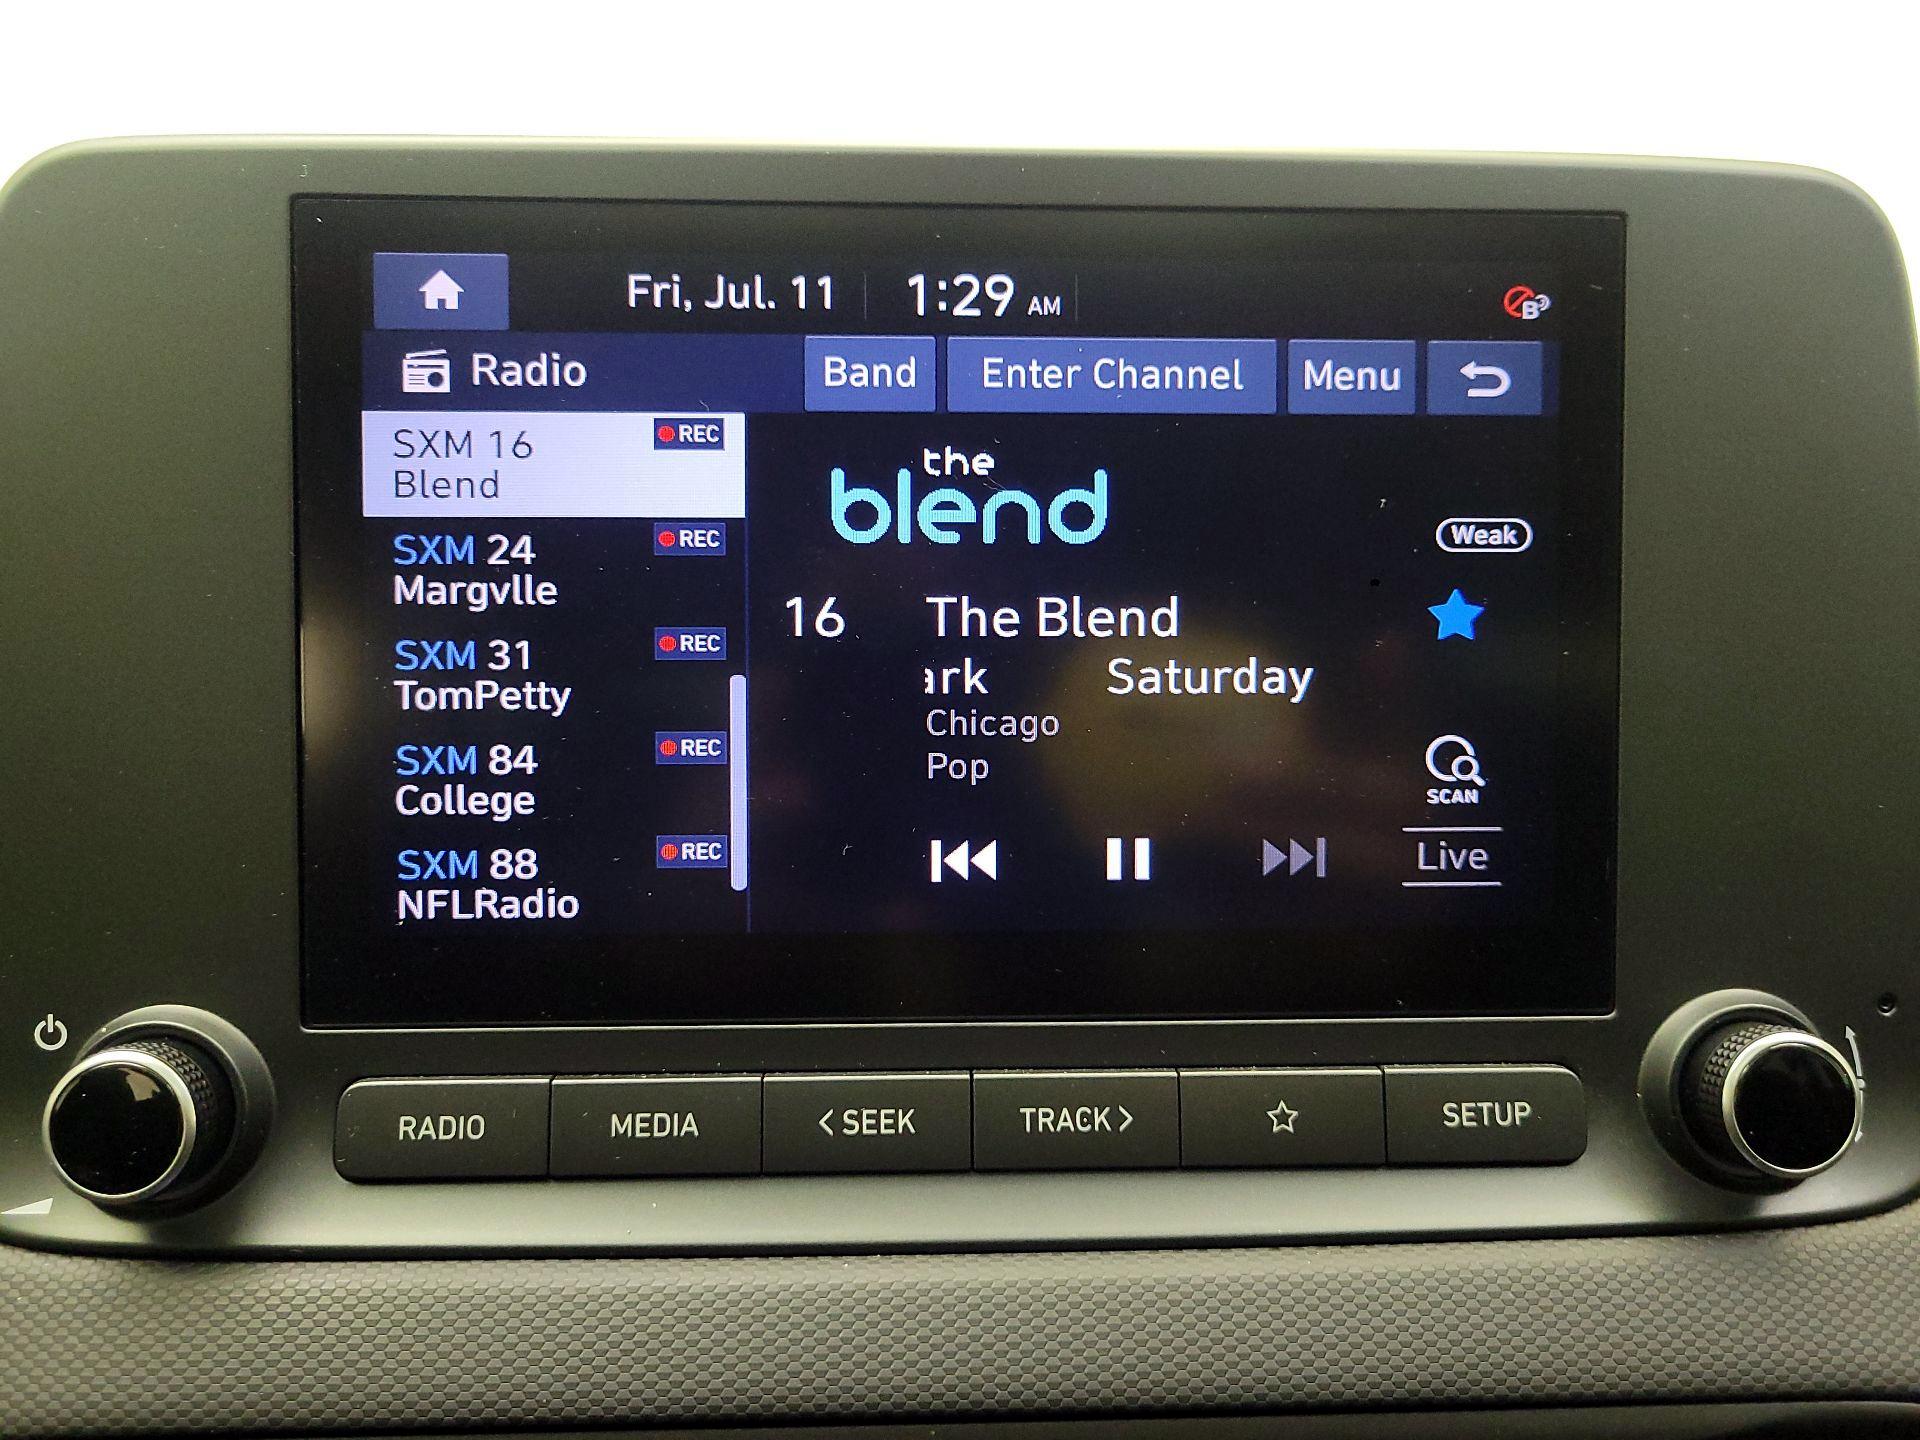 Fri, Jul. 11 1:29 AM
B
Radio Band Enter Channel Menu
SXM 16 REC
Blend
SXM 24 REC
Margvlle
SXM 31 REC
TomPetty
SXM 84 REC
College
SXM 88 REC
NFLRadio
the
blend
Weak
16 The Blend
ark Saturday
Chicago
Pop
SCAN
Live
RADIO MEDIA < SEEK TRACK > SETUP